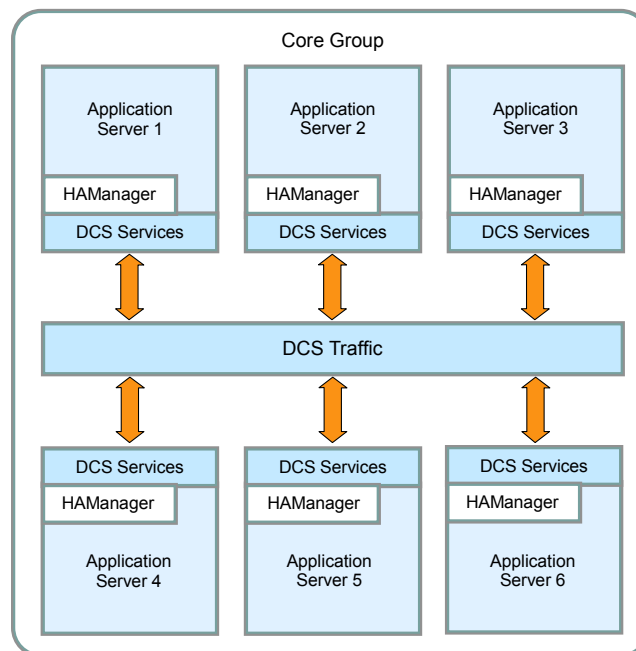 Core Group
Application
Server 1
Application
Server 2
Application
Server 3
HAManager
HAManager
HAManager
DCS Services
DCS Services
DCS Services
DCS Traffic
DCS Services
DCS Services
DCS Services
HAManager
HAManager
HAManager
Application
Server 4
Application
Server 5
Application
Server 6